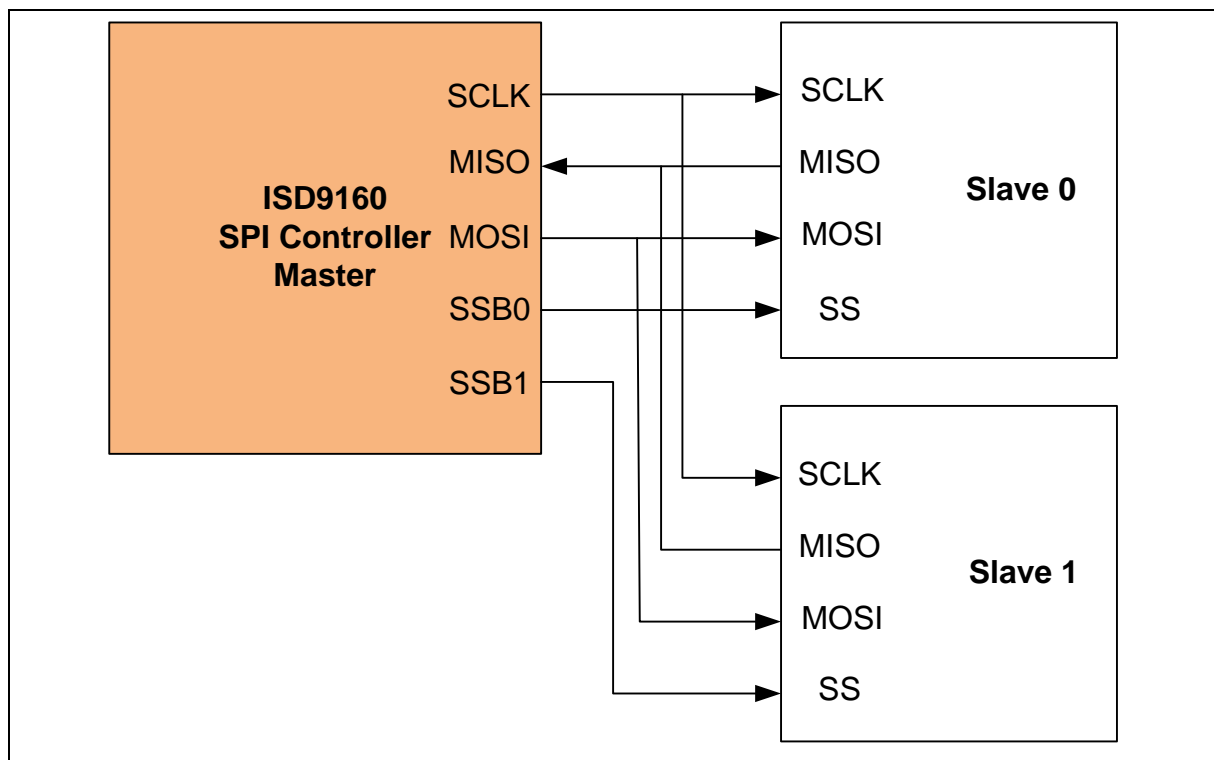 SCLK
MISO
MOSI
SSB0
SSB1
ISD9160
SPI Controller
Master
SCLK
MISO
MOSI
SS
Slave 0
SCLK
MISO
MOSI
SS
Slave 1